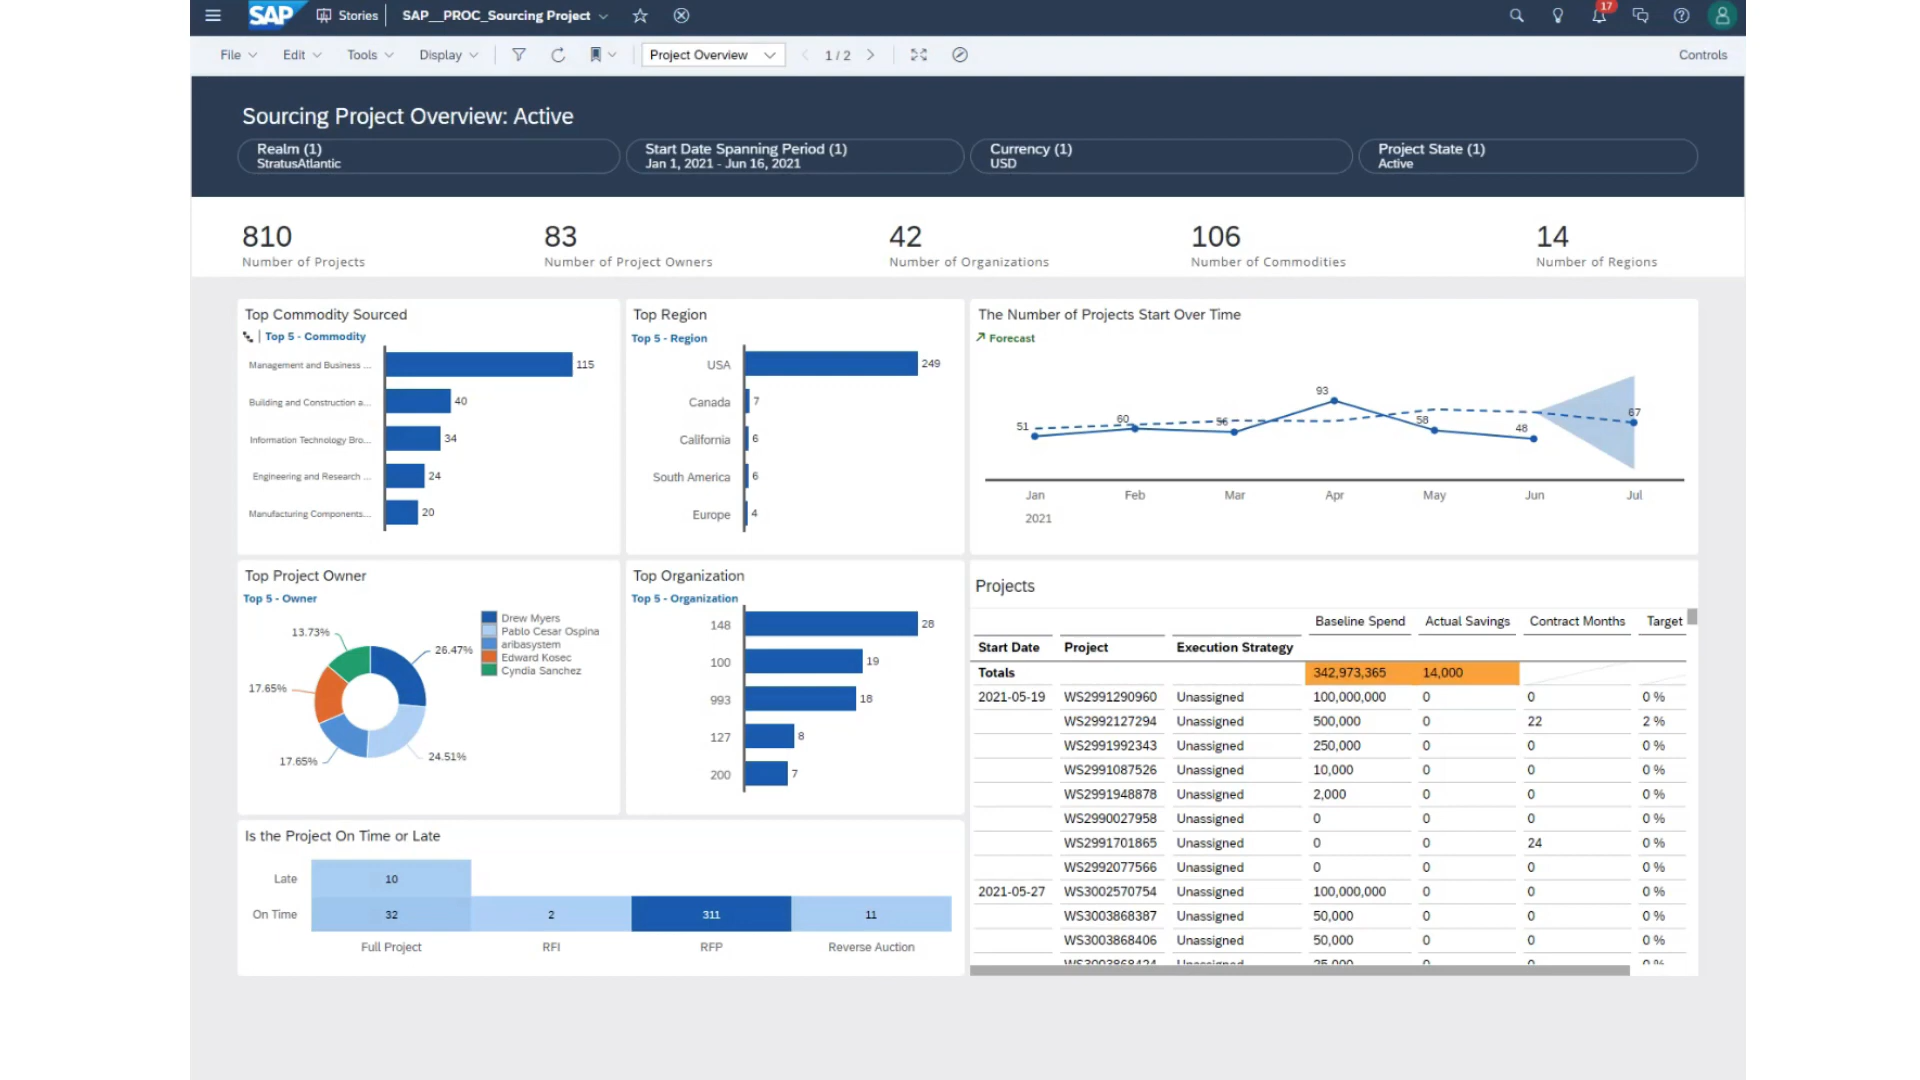 SAP Stories SAP__PROC_Sourcing Project 17
File Edit Tools Display Project Overview 1 / 2 Controls
Sourcing Project Overview: Active
Realm (1)
StratusAtlantic
Start Date Spanning Period (1)
Jan 1, 2021 - Jun 16, 2021
Currency (1)
USD
Project State (1)
Active
810
Number of Projects
83
Number of Project Owners
42
Number of Organizations
106
Number of Commodities
14
Number of Regions
Top Commodity Sourced
Top 5 - Commodity
Management and Business ... 115
Building and Construction a... 40
Information Technology Bro... 34
Engineering and Research ... 24
Manufacturing Components... 20
Top Region
Top 5 - Region
USA 249
Canada 7
California 6
South America 6
Europe 4
The Number of Projects Start Over Time
Forecast
51 60 56 93 58 48 67
Jan Feb Mar Apr May Jun Jul
2021
Top Project Owner
Top 5 - Owner
Drew Myers
Pablo Cesar Ospina
aribasystem
Edward Kosec
Cyndia Sanchez
13.73%
26.47%
17.65%
24.51%
17.65%
Top Organization
Top 5 - Organization
148 28
100 19
993 18
127 8
200 7
Is the Project On Time or Late
Late 10
On Time 32 2 311 11
Full Project RFI RFP Reverse Auction
Projects
Baseline Spend Actual Savings Contract Months Target
Start Date Project Execution Strategy
Totals 342,973,365 14,000
2021-05-19 WS2991290960 Unassigned 100,000,000 0 0 0 %
WS2992127294 Unassigned 500,000 0 22 2 %
WS2991992343 Unassigned 250,000 0 0 0 %
WS2991087526 Unassigned 10,000 0 0 0 %
WS2991948878 Unassigned 2,000 0 0 0 %
WS2990027958 Unassigned 0 0 0 0 %
WS2991701865 Unassigned 0 0 24 0 %
WS2992077566 Unassigned 0 0 0 0 %
2021-05-27 WS3002570754 Unassigned 100,000,000 0 0 0 %
WS3003868387 Unassigned 50,000 0 0 0 %
WS3003868406 Unassigned 50,000 0 0 0 %
WS3003868424 Unassigned 25,000 0 0 0 %